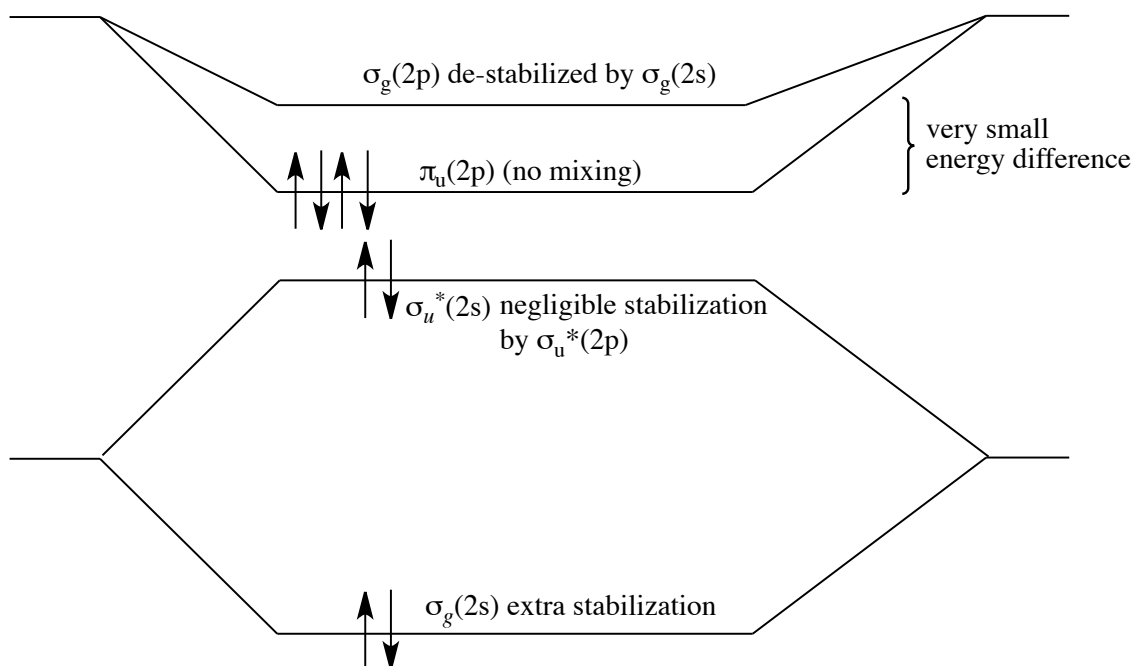 σg(2p) de-stabilized by σg(2s)
very small
energy difference
πu(2p) (no mixing)
σu*(2s) negligible stabilization
by σu*(2p)
σg(2s) extra stabilization